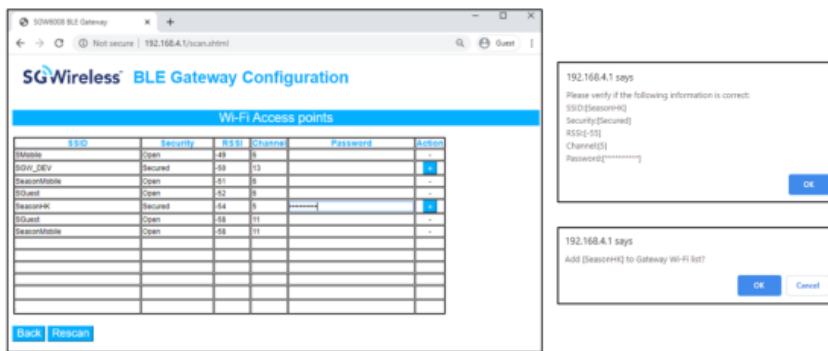 SGW6008 BLE Gateway
Not secure | 192.168.4.1/scan.shtml
Guest
SGWireless BLE Gateway Configuration
Wi-Fi Access points
SSID Security RSSI Channel Password Action
SMobile Open -49 6 -
SGW_DEV Secured -50 13 +
SeasonMobile Open -51 6 -
SGuest Open -52 6 -
SeasonHK Secured -54 5 +
SGuest Open -58 11 -
SeasonMobile Open -58 11 -
Back Rescan
192.168.4.1 says
Please verify if the following information is correct:
SSID:[SeasonHK]
Security:[Secured]
RSSI:[-55]
Channel:[5]
Password:[**********]
OK
192.168.4.1 says
Add [SeasonHK] to Gateway Wi-Fi list?
OK Cancel